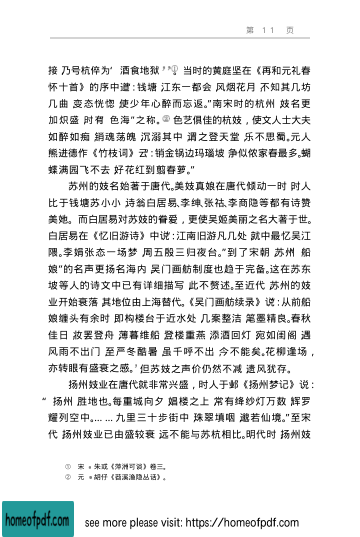 第 11 页
接 乃号杭倅为‘酒食地狱’”① 当时的黄庭坚在《再和元礼春
怀十首》的序中道：钱塘 江东一都会 风烟花月 不知其几坊
几曲 变态恍惚 使少年心醉而忘返。”南宋时的杭州 妓名更
加炽盛 时有 色海”之称。② 色艺俱佳的杭妓，使文人士大夫
如醉如痴 销魂荡魄 沉溺其中 谓之登天堂 乐不思蜀。元人
熊进德作《竹枝词》云：销金锅边玛瑙坡 争似侬家春最多。蝴
蝶满园飞不去 好花红到剪春萝。”
苏州的妓名始著于唐代。美妓真娘在唐代倾动一时 时人
比于钱塘苏小小 诗翁白居易、李绅、张祜、李商隐等都有诗赞
美她。 而白居易对苏妓的眷爱，更使吴姬美丽之名大著于世。
白居易在《忆旧游诗》中说：江南旧游凡几处 就中最忆吴江
隈。李娟张态一场梦 周五殷三归夜台。”到了宋朝 苏州 船
娘”的名声更扬名海内 吴门画舫制度也趋于完备。这在苏东
坡等人的诗文中已有详细描写 此不赘述。至近代 苏州的妓
业开始衰落 其地位由上海替代。《吴门画舫续录》说：从前船
娘缠头有余时 即构楼台于近水处 几案整洁 笔墨精良。春秋
佳日 妆罢登舟 薄暮维船 登楼重燕 添酒回灯 宛如闺阁 遇
风雨不出门 至严冬酷暑 虽千呼不出 今不能矣。花柳逢场，
亦转眼有盛衰之感。’但苏妓之声价仍然不减 遗风犹存。
扬州妓业在唐代就非常兴盛，时人于邺《扬州梦记》说：
“ 扬州 胜地也。每重城向夕 娼楼之上 常有绛纱灯万数 辉罗
耀列空中。…… 九里三十步街中 珠翠填咽 邈若仙境。”至宋
代 扬州妓业已由盛较衰 远不能与苏杭相比。明代时 扬州妓
① 宋 •朱彧《萍洲可谈》卷三。
② 元 •胡仔《苕溪渔隐丛话》。
homeofpdf.com
see more please visit: https://homeofpdf.com